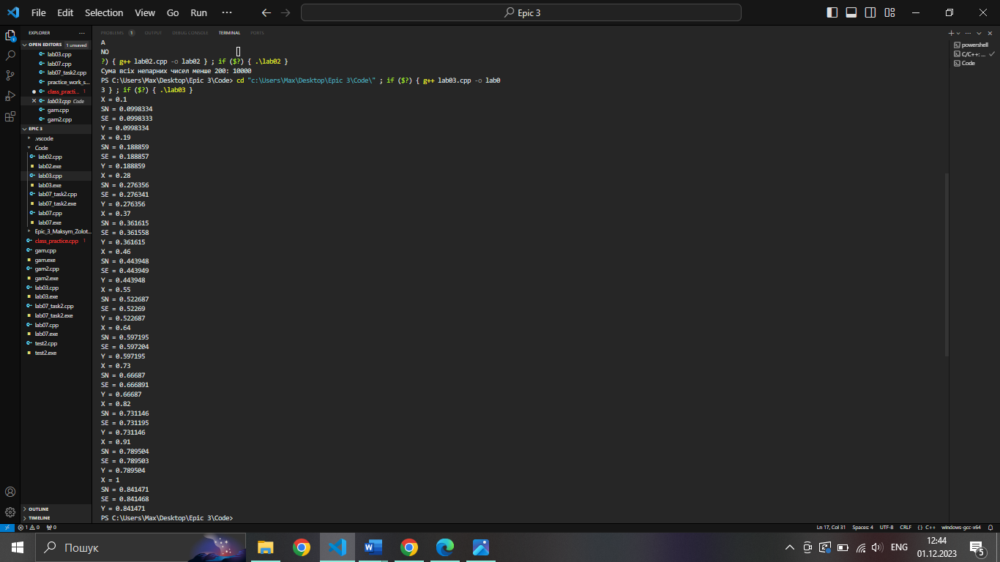 File Edit Selection View Go Run ··· Epic 3
EXPLORER ···
OPEN EDITORS 1 unsaved
lab03.cpp
lab07.cpp
lab07_task2.cpp
practice_work_s...
class_practi... 1
lab03.cpp Code
gam.cpp
gam2.cpp
EPIC 3
.vscode
Code
lab02.cpp
lab02.exe
lab03.cpp
lab03.exe
lab07_task2.cpp
lab07_task2.exe
lab07.cpp
lab07.exe
Epic_3_Maksym_Zolot...
class_practice.cpp 1
gam.cpp
gam.exe
gam2.cpp
gam2.exe
lab03.cpp
lab03.exe
lab07_task2.cpp
lab07_task2.exe
lab07.cpp
lab07.exe
test2.cpp
test2.exe
OUTLINE
TIMELINE
PROBLEMS 1 OUTPUT DEBUG CONSOLE TERMINAL PORTS
A
NO
?) { g++ lab02.cpp -o lab02 } ; if ($?) { .\lab02 }
Сума всіх непарних чисел менше 200: 10000
PS C:\Users\Max\Desktop\Epic 3\Code> cd "c:\Users\Max\Desktop\Epic 3\Code\" ; if ($?) { g++ lab03.cpp -o lab0
3 } ; if ($?) { .\lab03 }
X = 0.1
SN = 0.0998334
SE = 0.0998333
Y = 0.0998334
X = 0.19
SN = 0.188859
SE = 0.188857
Y = 0.188859
X = 0.28
SN = 0.276356
SE = 0.276341
Y = 0.276356
X = 0.37
SN = 0.361615
SE = 0.361558
Y = 0.361615
X = 0.46
SN = 0.443948
SE = 0.443949
Y = 0.443948
X = 0.55
SN = 0.522687
SE = 0.52269
Y = 0.522687
X = 0.64
SN = 0.597195
SE = 0.597204
Y = 0.597195
X = 0.73
SN = 0.66687
SE = 0.666891
Y = 0.66687
X = 0.82
SN = 0.731146
SE = 0.731195
Y = 0.731146
X = 0.91
SN = 0.789504
SE = 0.789503
Y = 0.789504
X = 1
SN = 0.841471
SE = 0.841468
Y = 0.841471
PS C:\Users\Max\Desktop\Epic 3\Code>
powershell
C/C++: ...
Code
1 0 0 Ln 17, Col 31 Spaces: 4 UTF-8 CRLF {} C++ windows-gcc-x64
Пошук ENG 12:44
01.12.2023 5